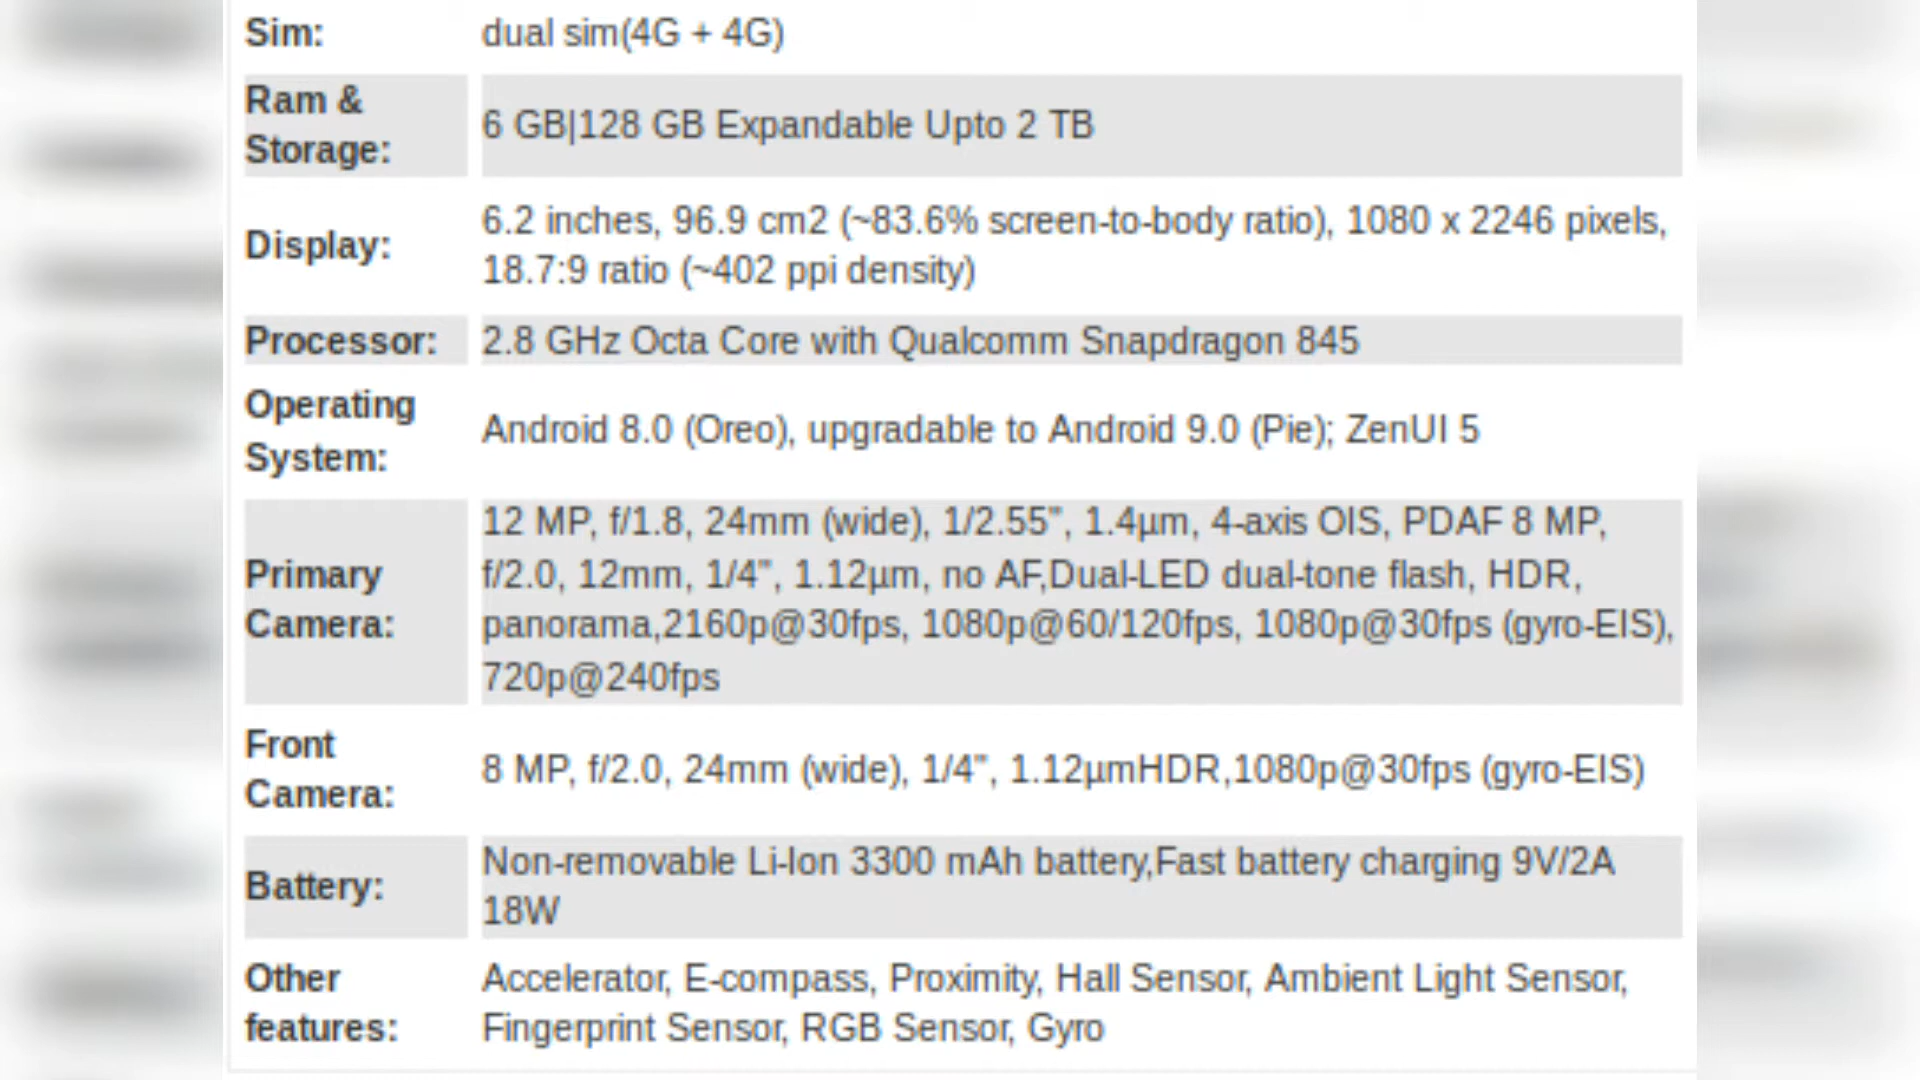 Sim: dual sim(4G + 4G)
Ram &
Storage:
6 GB|128 GB Expandable Upto 2 TB
Display:
6.2 inches, 96.9 cm2 (~83.6% screen-to-body ratio), 1080 x 2246 pixels,
18.7:9 ratio (~402 ppi density)
Processor: 2.8 GHz Octa Core with Qualcomm Snapdragon 845
Operating
System:
Android 8.0 (Oreo), upgradable to Android 9.0 (Pie); ZenUI 5
Primary
Camera:
12 MP, f/1.8, 24mm (wide), 1/2.55", 1.4µm, 4-axis OIS, PDAF 8 MP,
f/2.0, 12mm, 1/4", 1.12µm, no AF,Dual-LED dual-tone flash, HDR,
panorama,2160p@30fps, 1080p@60/120fps, 1080p@30fps (gyro-EIS),
720p@240fps
Front
Camera:
8 MP, f/2.0, 24mm (wide), 1/4", 1.12µmHDR,1080p@30fps (gyro-EIS)
Battery:
Non-removable Li-Ion 3300 mAh battery,Fast battery charging 9V/2A
18W
Other
features:
Accelerator, E-compass, Proximity, Hall Sensor, Ambient Light Sensor,
Fingerprint Sensor, RGB Sensor, Gyro